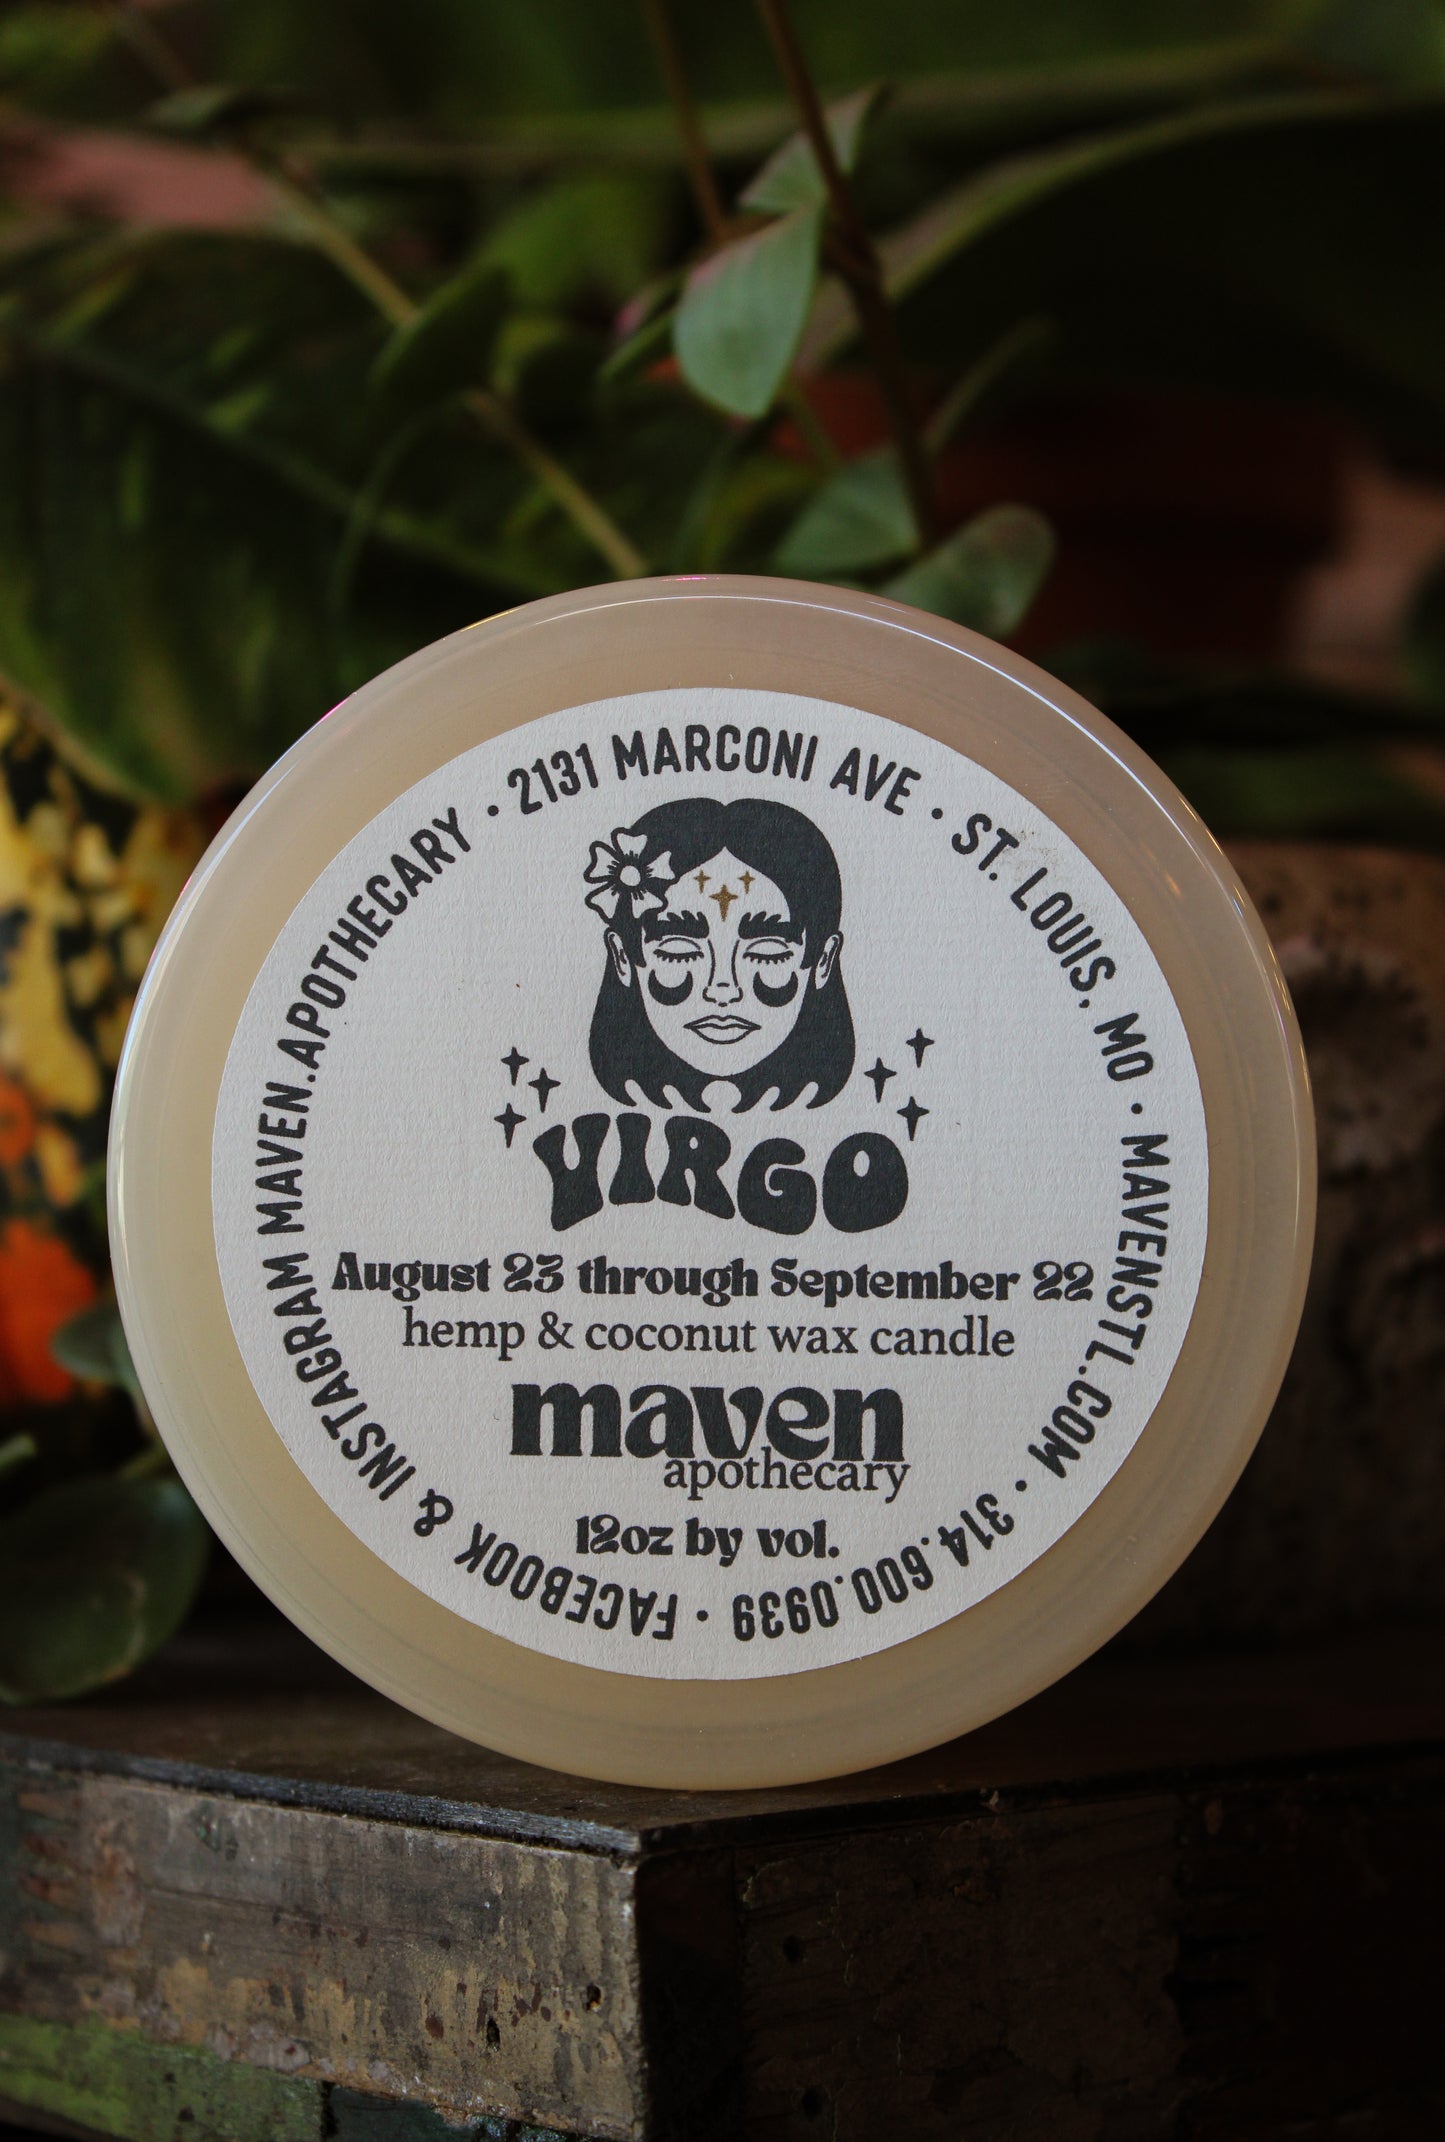 MAVEN.APOTHECARY • 2131 MARCONI AVE • ST. LOUIS, MO • MAVENSTL.COM • 314.600.0939 • FACEBOOK & INSTAGRAM
VIRGO
August 23 through September 22
hemp & coconut wax candle
maven
apothecary
12oz by vol.